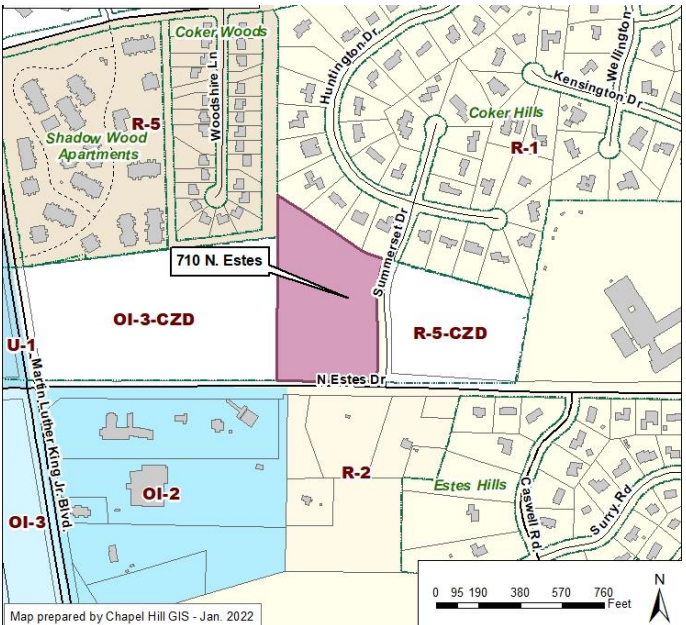 Coker Woods
Woodshire Ln
Huntington Dr
Wellington
Kensington Dr
Coker Hills
R-5
Shadow Wood
Apartments
R-1
710 N. Estes
Summerset Dr
OI-3-CZD
R-5-CZD
U-1
N Estes Dr
Martin Luther King Jr. Blvd.
R-2
OI-2
Estes Hills
Caswell Rd.
Surry Rd
OI-3
0 95 190 380 570 760
Feet
N
Map prepared by Chapel Hill GIS - Jan. 2022